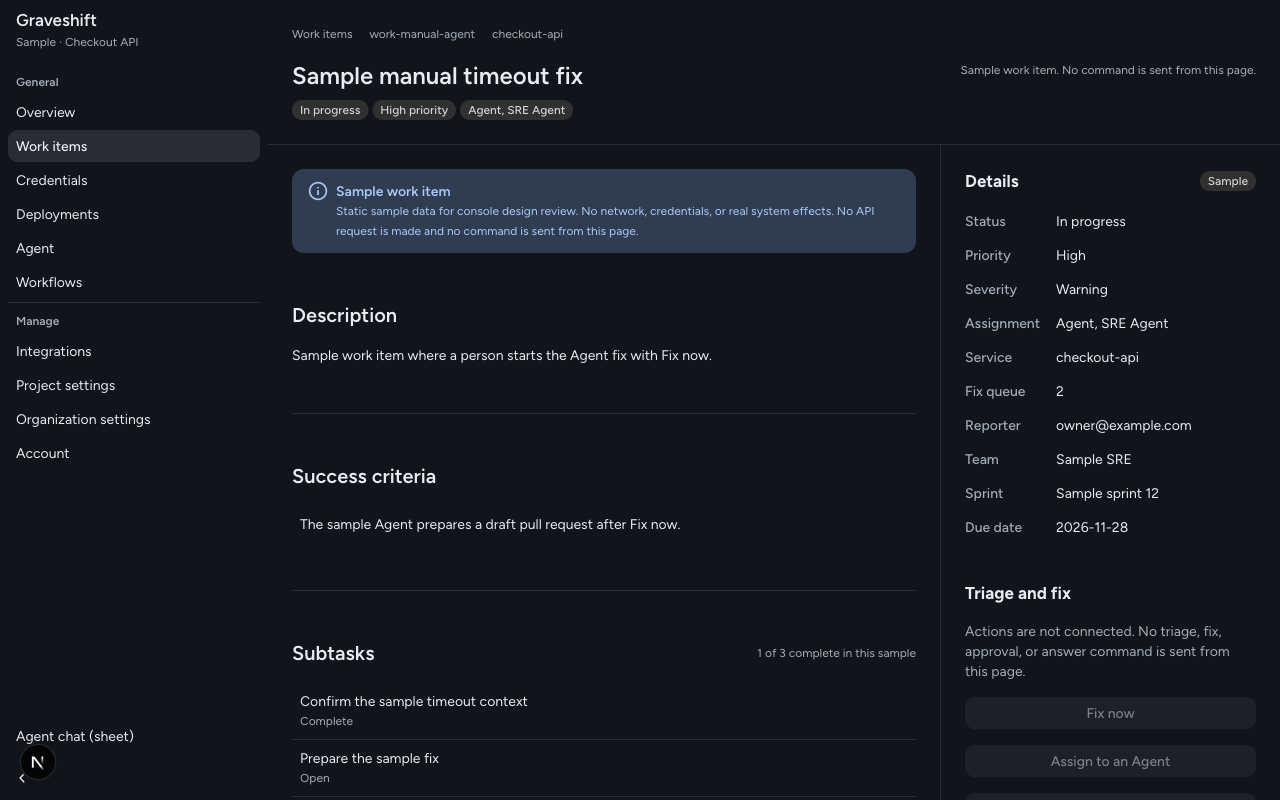 Graveshift
Sample · Checkout API
General
Overview
Work items
Credentials
Deployments
Agent
Workflows
Manage
Integrations
Project settings
Organization settings
Account
Agent chat (sheet)
N
Work items work-manual-agent checkout-api
Sample manual timeout fix
In progress High priority Agent, SRE Agent
Sample work item. No command is sent from this page.
Sample work item
Static sample data for console design review. No network, credentials, or real system effects. No API
request is made and no command is sent from this page.
Description
Sample work item where a person starts the Agent fix with Fix now.
Success criteria
The sample Agent prepares a draft pull request after Fix now.
Subtasks
1 of 3 complete in this sample
Confirm the sample timeout context
Complete
Prepare the sample fix
Open
Details Sample
Status In progress
Priority High
Severity Warning
Assignment Agent, SRE Agent
Service checkout-api
Fix queue 2
Reporter owner@example.com
Team Sample SRE
Sprint Sample sprint 12
Due date 2026-11-28
Triage and fix
Actions are not connected. No triage, fix,
approval, or answer command is sent from
this page.
Fix now
Assign to an Agent